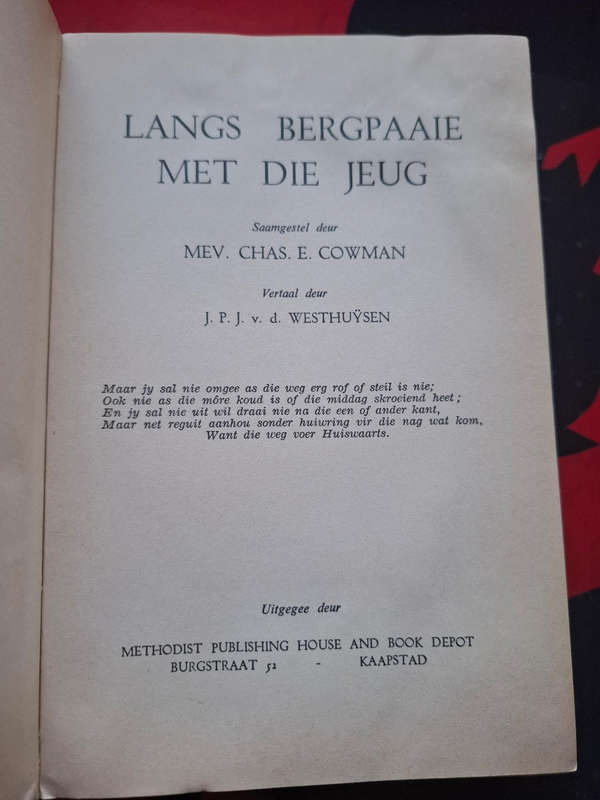 LANGS BERGPAAIE
MET DIE JEUG
Saamgestel deur
MEV. CHAS. E. COWMAN
Vertaal deur
J. P. J. v. d. WESTHUŸSEN
Maar jy sal nie omgee as die weg erg rof of steil is nie;
Ook nie as die môre koud is of die middag skroeiend heet;
En jy sal nie uit wil draai nie na die een of ander kant,
Maar net reguit aanhou sonder huiwring vir die nag wat kom,
Want die weg voer Huiswaarts.
Uitgegee deur
METHODIST PUBLISHING HOUSE AND BOOK DEPOT
BURGSTRAAT 52 - KAAPSTAD